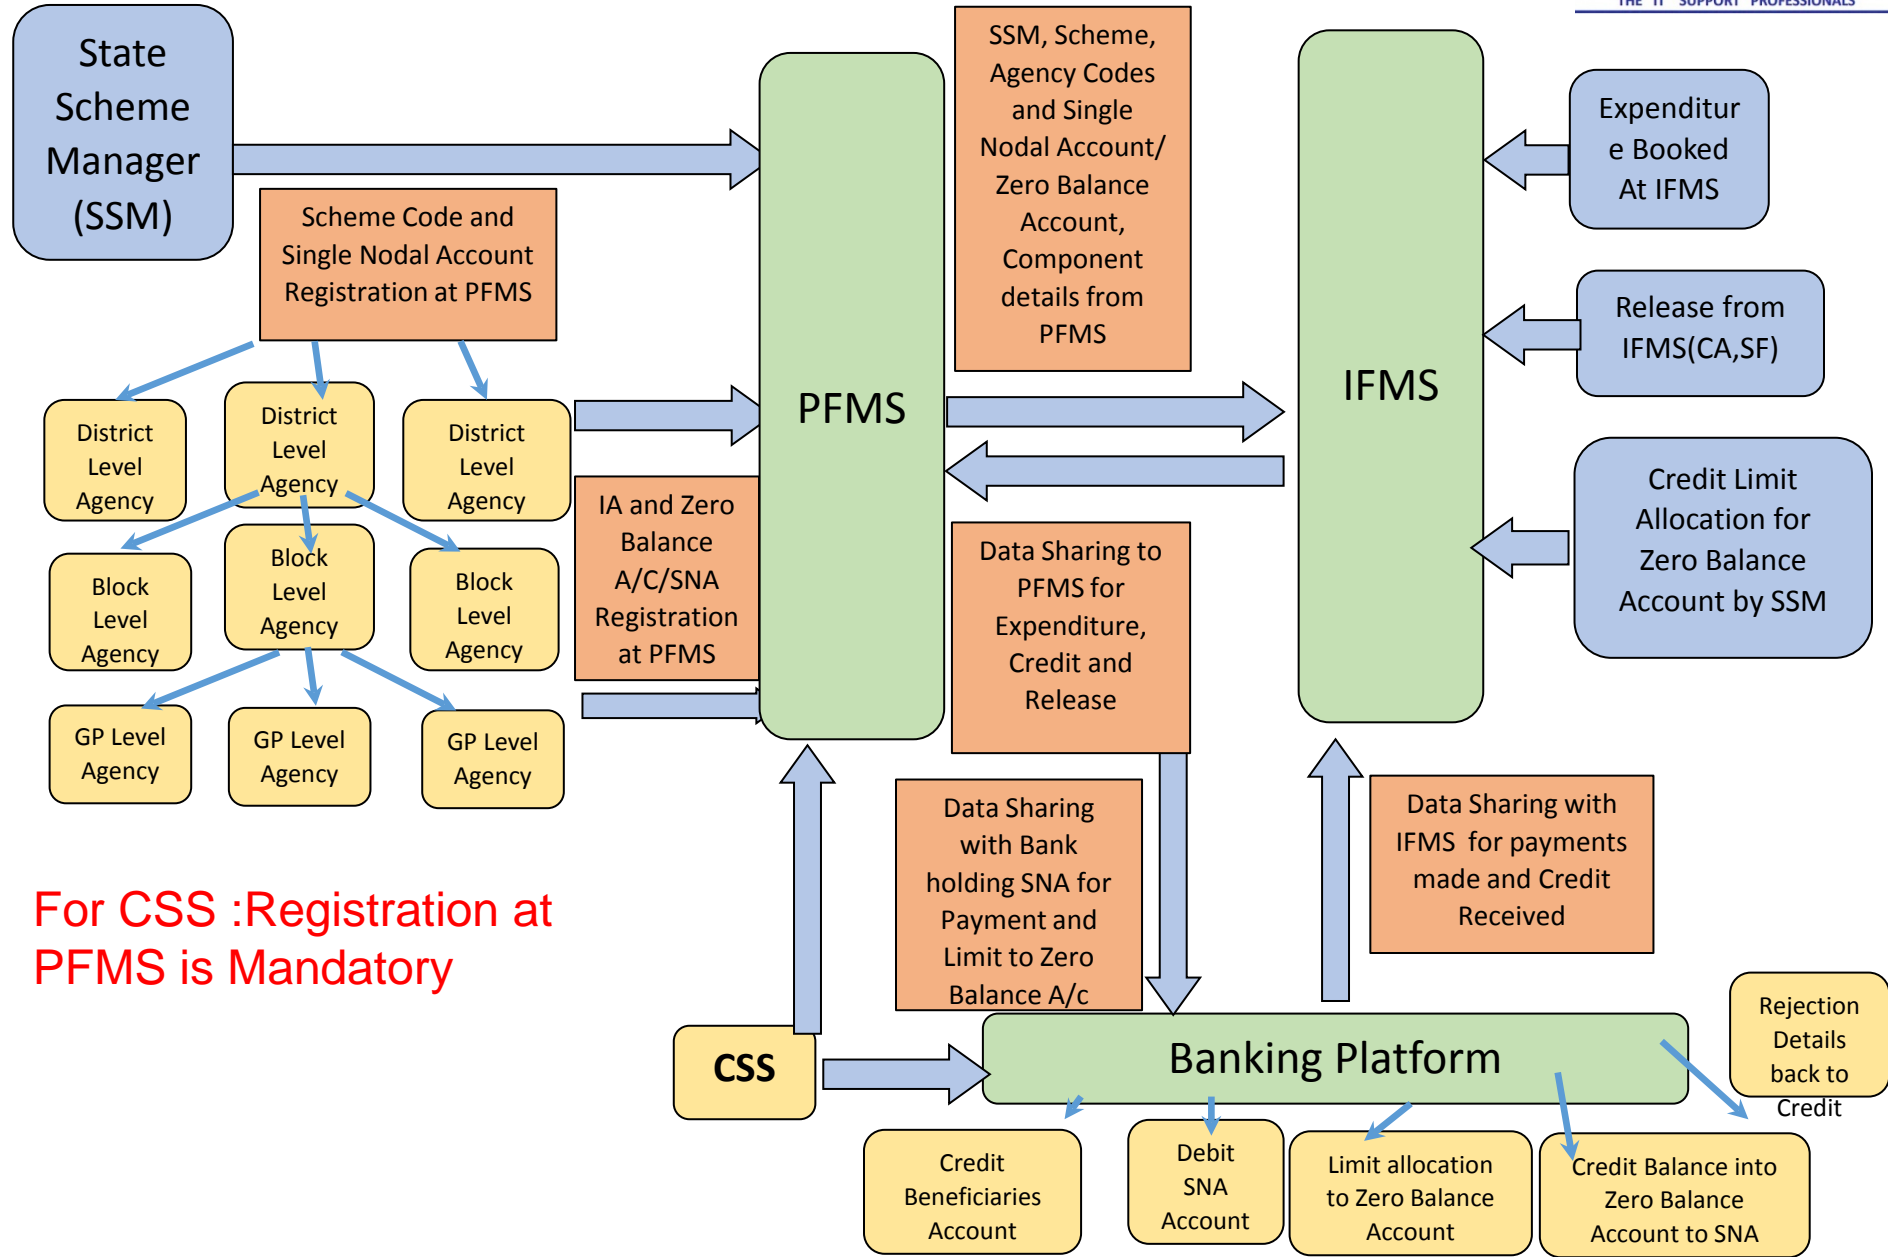 THE IT SUPPORT PROFESSIONALS
State
Scheme
Manager
(SSM)
Scheme Code and
Single Nodal Account
Registration at PFMS
District
Level
Agency
District
Level
Agency
District
Level
Agency
Block
Level
Agency
Block
Level
Agency
Block
Level
Agency
GP Level
Agency
GP Level
Agency
GP Level
Agency
IA and Zero
Balance
A/C/SNA
Registration
at PFMS
PFMS
SSM, Scheme,
Agency Codes
and Single
Nodal Account/
Zero Balance
Account,
Component
details from
PFMS
Data Sharing to
PFMS for
Expenditure,
Credit and
Release
IFMS
Expenditur
e Booked
At IFMS
Release from
IFMS(CA,SF)
Credit Limit
Allocation for
Zero Balance
Account by SSM
Data Sharing
with Bank
holding SNA for
Payment and
Limit to Zero
Balance A/c
Data Sharing with
IFMS for payments
made and Credit
Received
For CSS :Registration at
PFMS is Mandatory
CSS
Banking Platform
Rejection
Details
back to
Credit
Credit
Beneficiaries
Account
Debit
SNA
Account
Limit allocation
to Zero Balance
Account
Credit Balance into
Zero Balance
Account to SNA